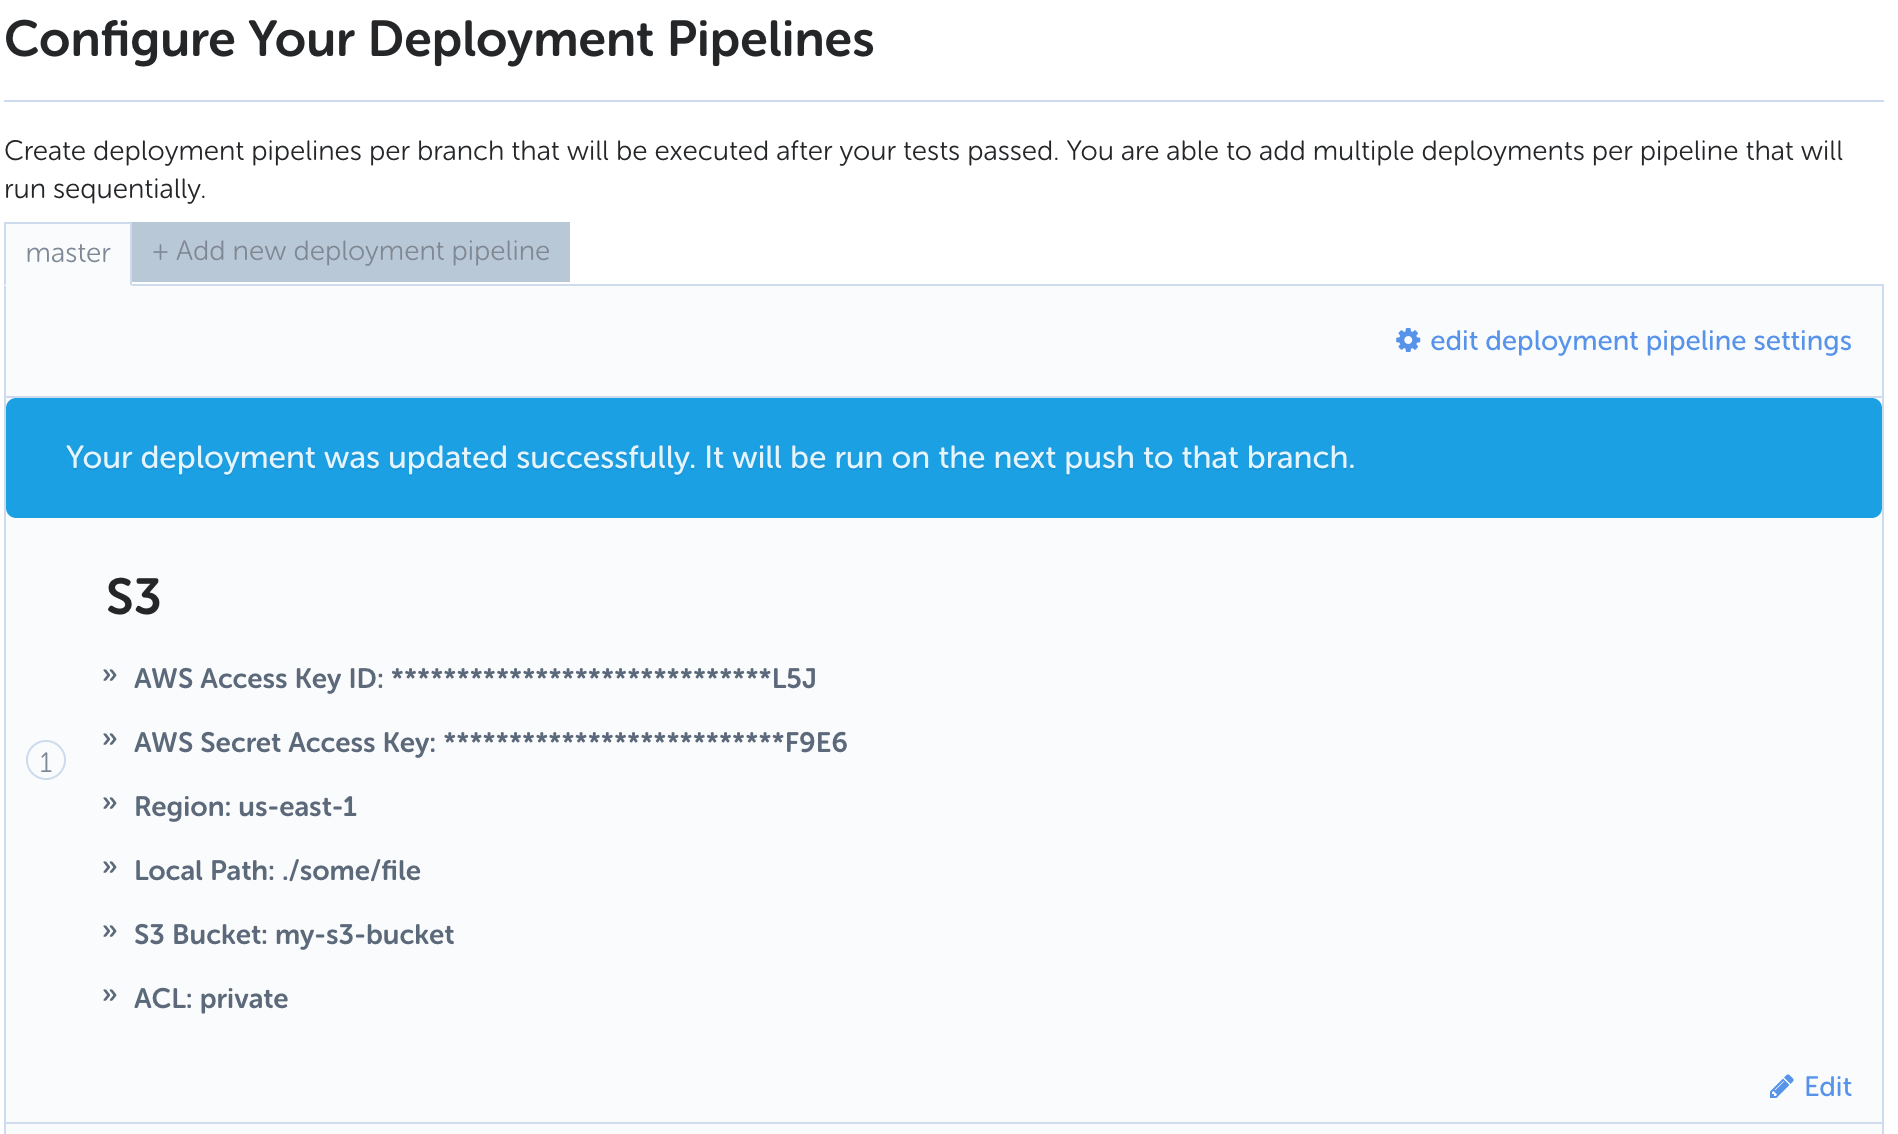 Configure Your Deployment Pipelines
Create deployment pipelines per branch that will be executed after your tests passed. You are able to add multiple deployments per pipeline that will
run sequentially.
master
+ Add new deployment pipeline
edit deployment pipeline settings
Your deployment was updated successfully. It will be run on the next push to that branch.
S3
» AWS Access Key ID: *****************************L5J
» AWS Secret Access Key: **************************F9E6
1
» Region: us-east-1
» Local Path: ./some/file
» S3 Bucket: my-s3-bucket
» ACL: private
Edit